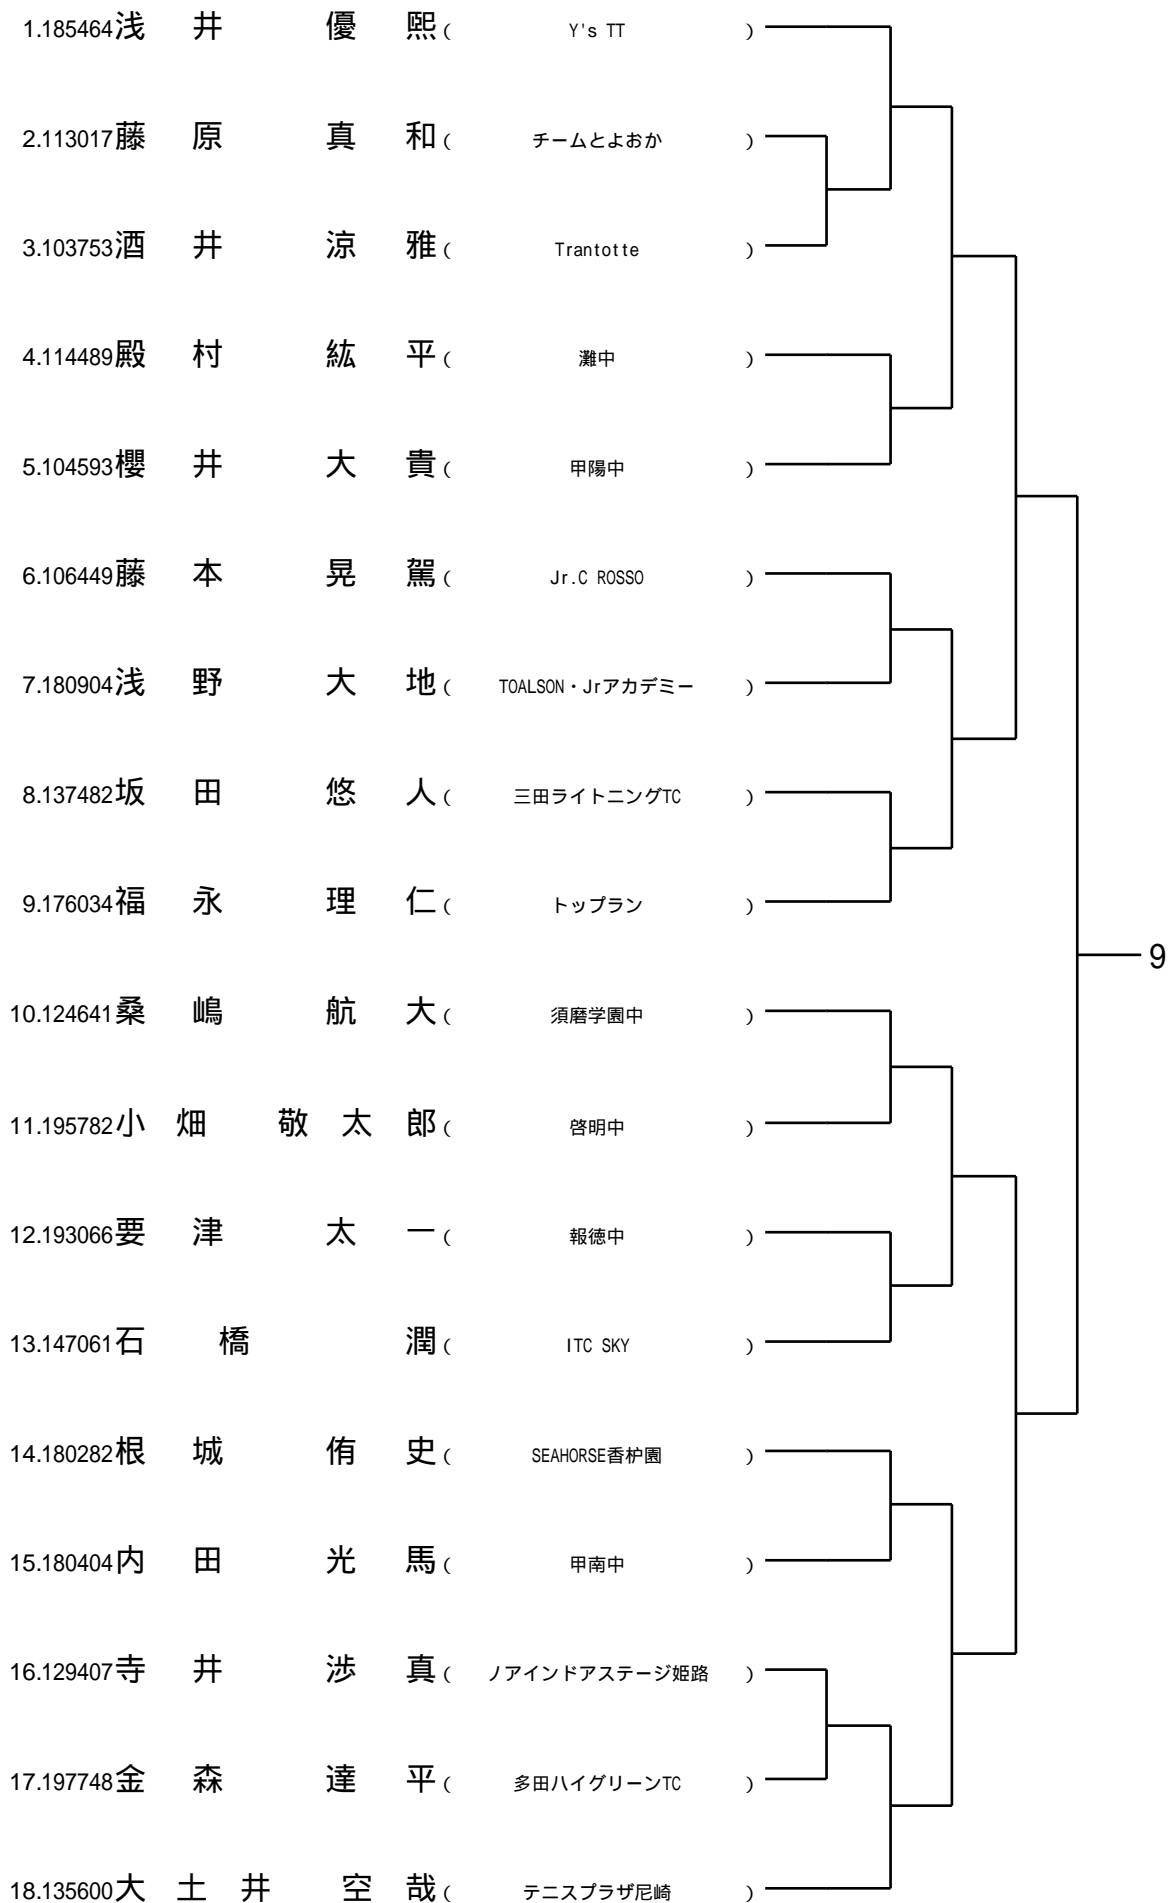 1.185464浅 井 優 熙( Y's TT )
2.113017藤 原 真 和( チームとよおか )
3.103753酒 井 涼 雅( Trantotte )
4.114489殿 村 紘 平( 灘中 )
5.104593櫻 井 大 貴( 甲陽中 )
6.106449藤 本 晃 駕( Jr.C ROSSO )
7.180904浅 野 大 地( TOALSON・Jrアカデミー )
8.137482坂 田 悠 人( 三田ライトニングTC )
9.176034福 永 理 仁( トップラン )
9
10.124641桑 嶋 航 大( 須磨学園中 )
11.195782小 畑 敬 太 郎( 啓明中 )
12.193066要 津 太 一( 報徳中 )
13.147061石 橋 潤( ITC SKY )
14.180282根 城 侑 史( SEAHORSE香枦園 )
15.180404内 田 光 馬( 甲南中 )
16.129407寺 井 渉 真( ノアインドアステージ姫路 )
17.197748金 森 達 平( 多田ハイグリーンTC )
18.135600大 土 井 空 哉( テニスプラザ尼崎 )